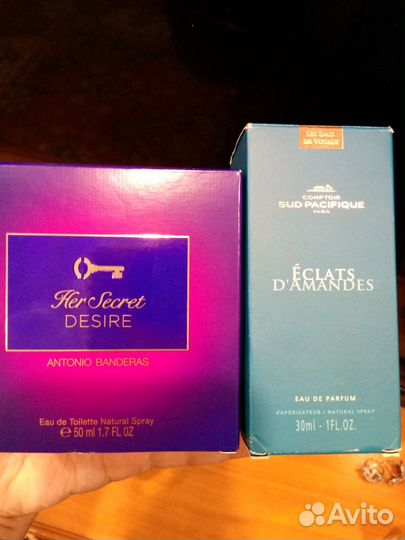 Her Secret
DESIRE
ANTONIO BANDERAS
Eau de Toilette Natural Spray
℮ 50 ml 1.7 FL OZ
LES EAUX
DE VOYAGE
COMPTOIR
SUD PACIFIQUE
PARIS
ÉCLATS
D'AMANDES
EAU DE PARFUM
VAPORISATEUR / NATURAL SPRAY
30ml - 1FL.OZ.
Avito